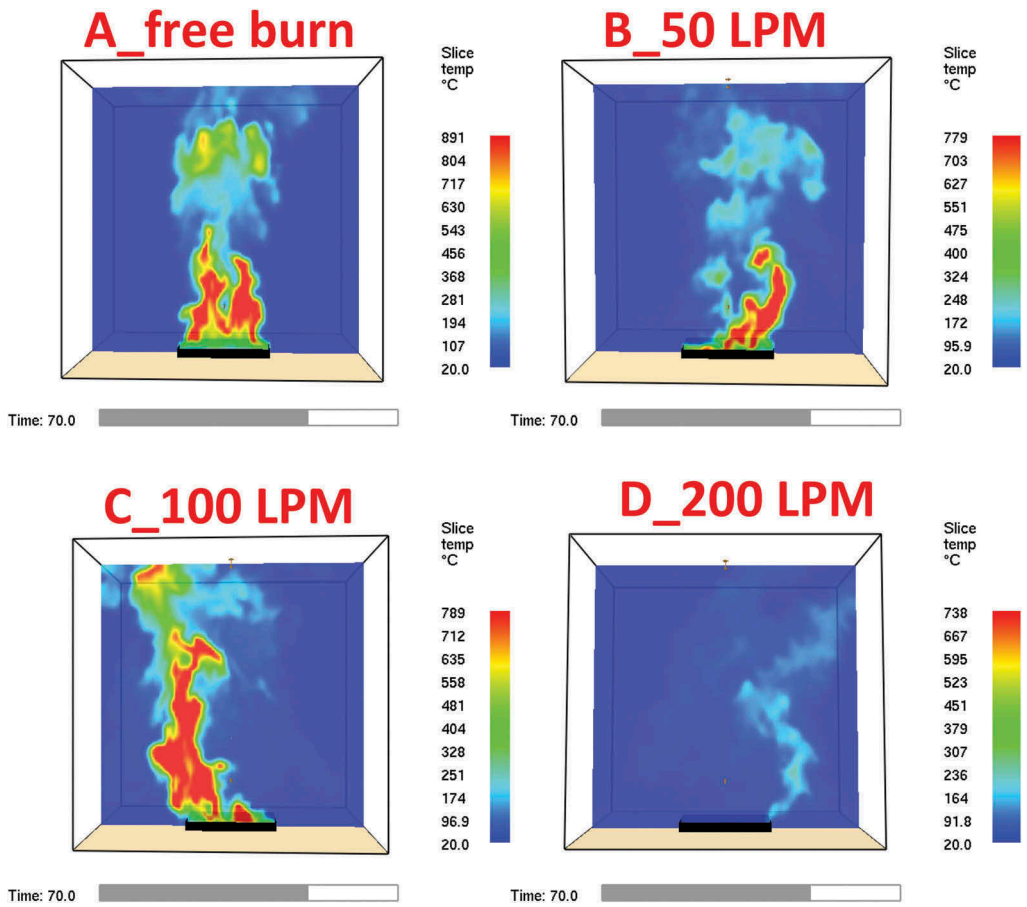 A_free burn
Slice
temp
°C
891
804
717
630
543
456
368
281
194
107
20.0
Time: 70.0
B_50 LPM
Slice
temp
°C
779
703
627
551
475
400
324
248
172
95.9
20.0
Time: 70.0
C_100 LPM
Slice
temp
°C
789
712
635
558
481
404
328
251
174
96.9
20.0
Time: 70.0
D_200 LPM
Slice
temp
°C
738
667
595
523
451
379
307
236
164
91.8
20.0
Time: 70.0